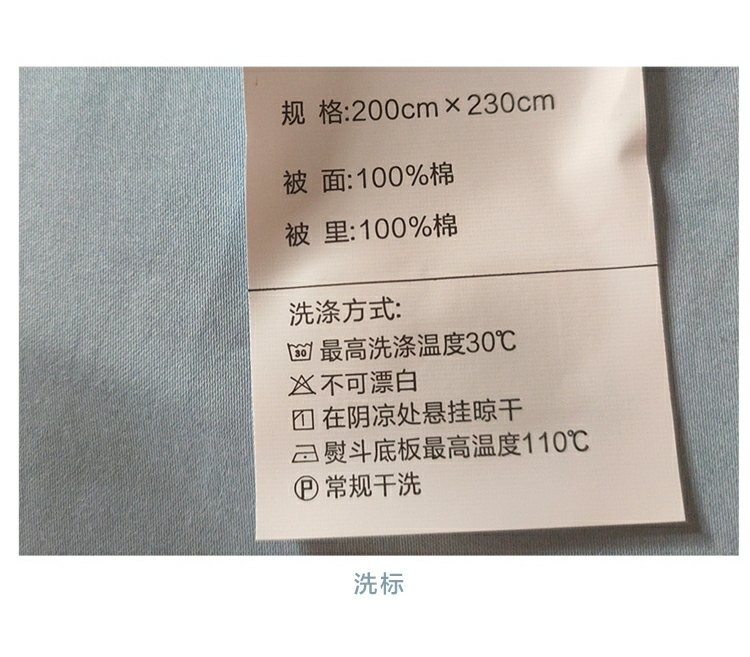 规 格:200cm×230cm
被 面:100%棉
被 里:100%棉
洗涤方式:
30 最高洗涤温度30℃
不可漂白
在阴凉处悬挂晾干
熨斗底板最高温度110℃
P 常规干洗
洗标